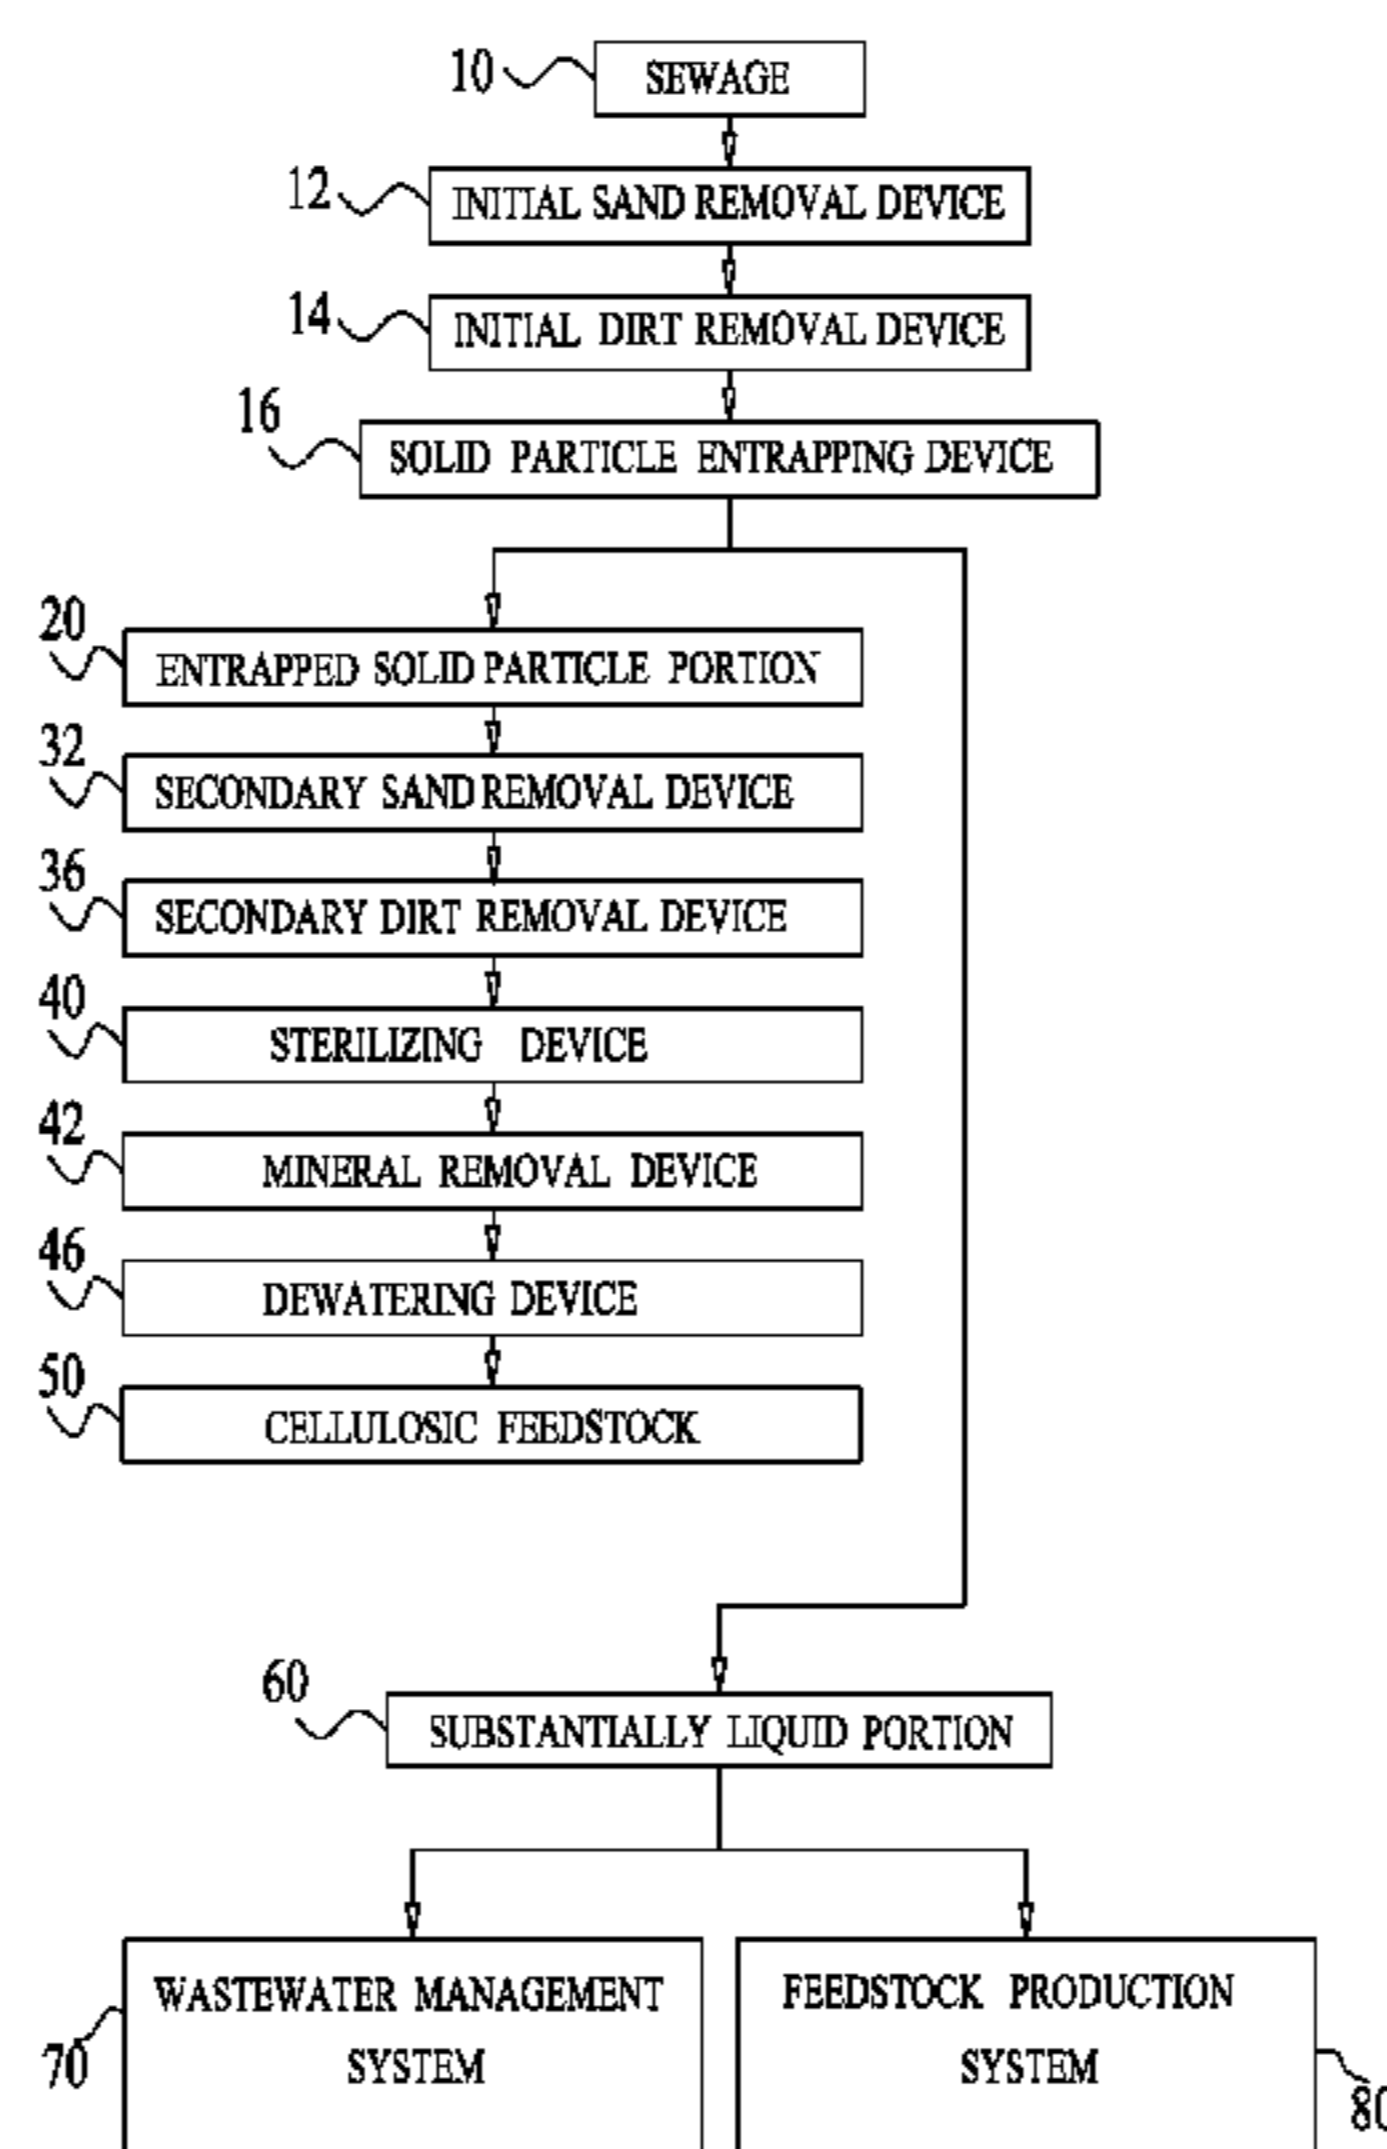 10 SEWAGE
12 INITIAL SAND REMOVAL DEVICE
14 INITIAL DIRT REMOVAL DEVICE
16 SOLID PARTICLE ENTRAPPING DEVICE
20 ENTRAPPED SOLID PARTICLE PORTION
32 SECONDARY SAND REMOVAL DEVICE
36 SECONDARY DIRT REMOVAL DEVICE
40 STERILIZING DEVICE
42 MINERAL REMOVAL DEVICE
46 DEWATERING DEVICE
50 CELLULOSIC FEEDSTOCK
60 SUBSTANTIALLY LIQUID PORTION
WASTEWATER MANAGEMENT
70 SYSTEM
FEEDSTOCK PRODUCTION
SYSTEM
80